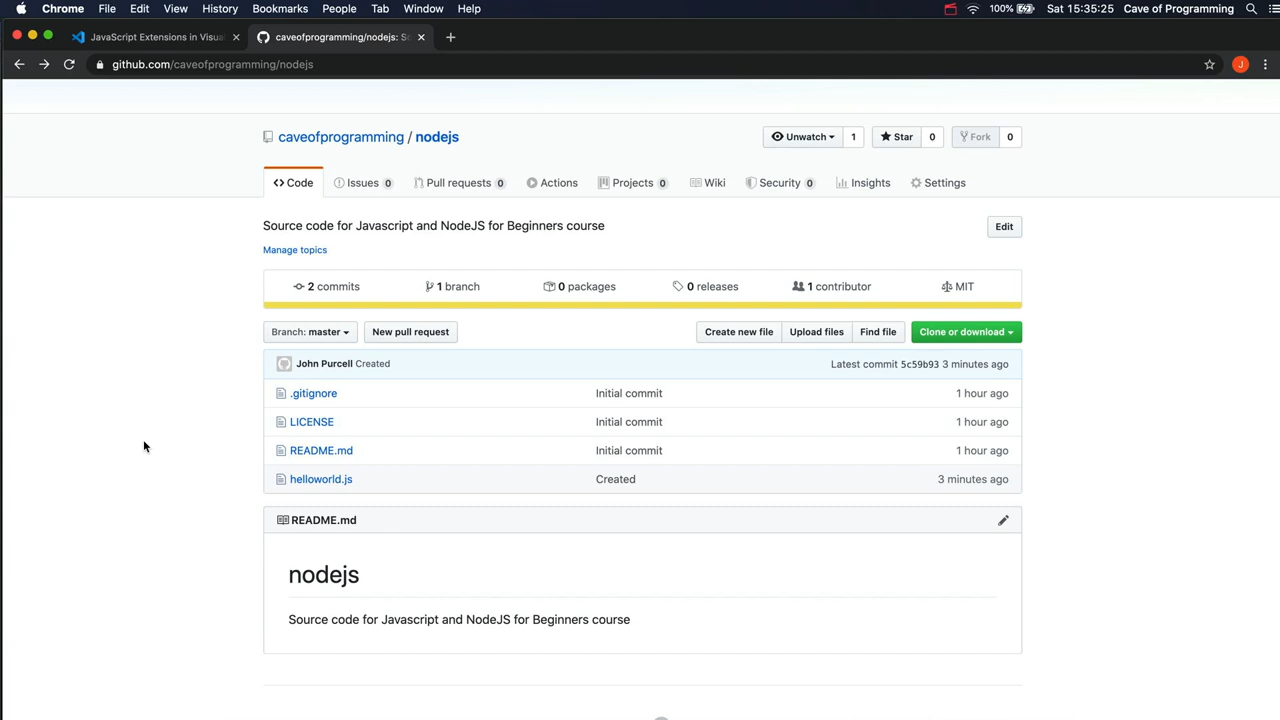 Chrome File Edit View History Bookmarks People Tab Window Help 100% Sat 15:35:25 Cave of Programming
JavaScript Extensions in Visua caveofprogramming/nodejs: So
github.com/caveofprogramming/nodejs J
caveofprogramming / nodejs Unwatch 1 Star 0 Fork 0
Code Issues 0 Pull requests 0 Actions Projects 0 Wiki Security 0 Insights Settings
Source code for Javascript and NodeJS for Beginners course Edit
Manage topics
2 commits 1 branch 0 packages 0 releases 1 contributor MIT
Branch: master New pull request Create new file Upload files Find file Clone or download
John Purcell Created Latest commit 5c59b93 3 minutes ago
.gitignore Initial commit 1 hour ago
LICENSE Initial commit 1 hour ago
README.md Initial commit 1 hour ago
helloworld.js Created 3 minutes ago
README.md
nodejs
Source code for Javascript and NodeJS for Beginners course